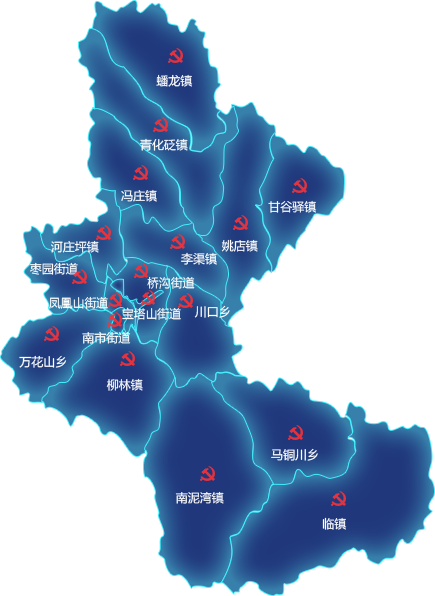 蟠龙镇
青化砭镇
冯庄镇
甘谷驿镇
姚店镇
河庄坪镇
李渠镇
枣园街道
桥沟街道
凤凰山街道
宝塔山街道
川口乡
南市街道
万花山乡
柳林镇
马铜川乡
南泥湾镇
临镇